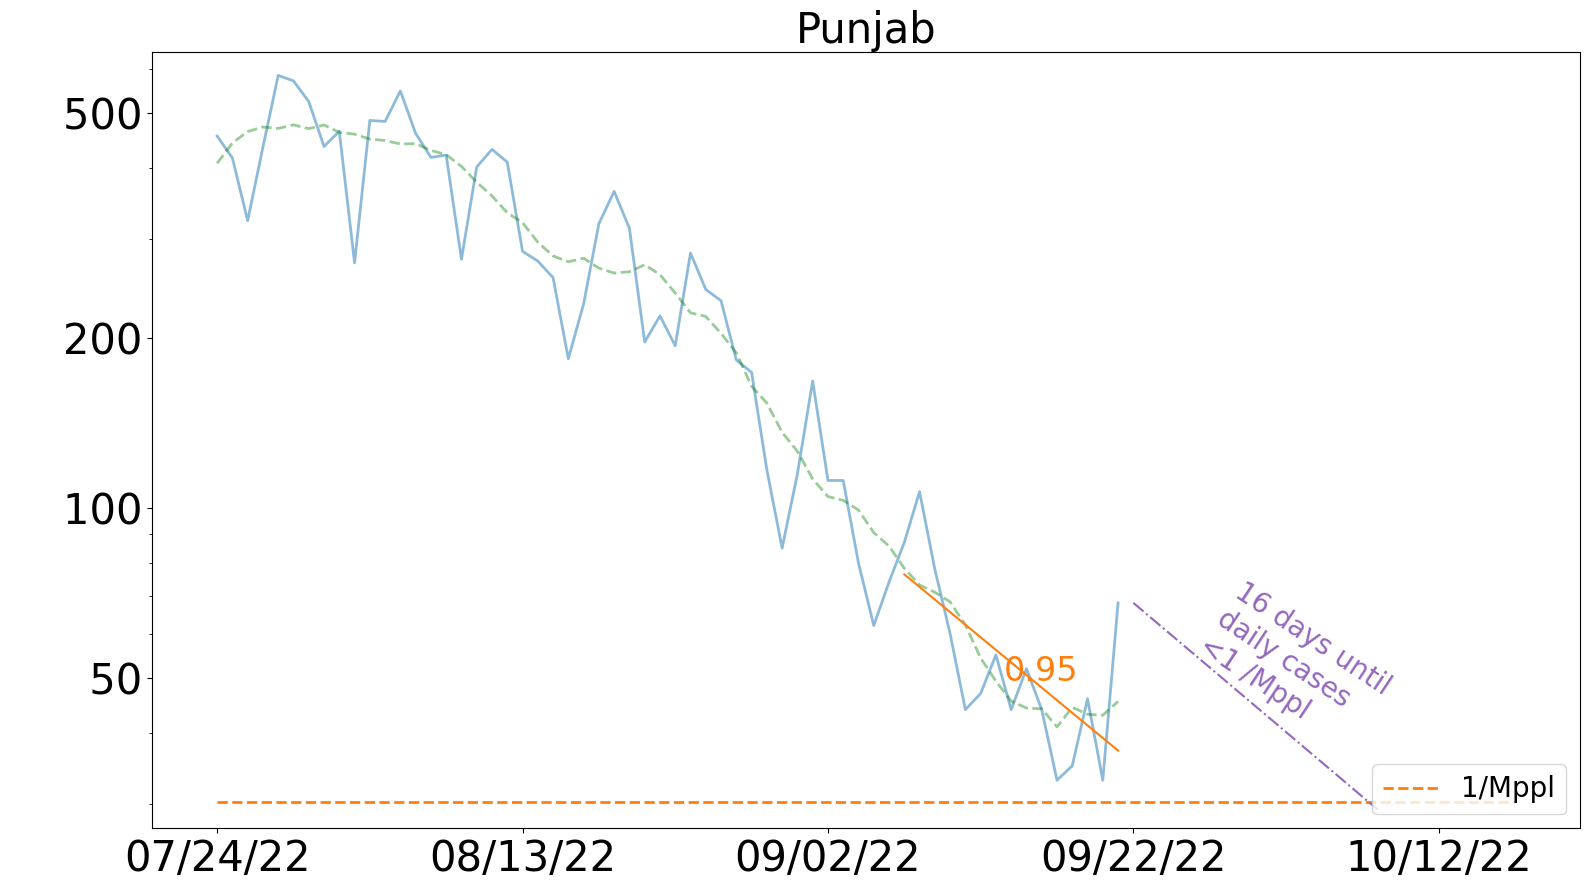 Punjab
500
200
100
50
0.95
16 days until
daily cases
<1 /Mppl
1/Mppl
07/24/22
08/13/22
09/02/22
09/22/22
10/12/22